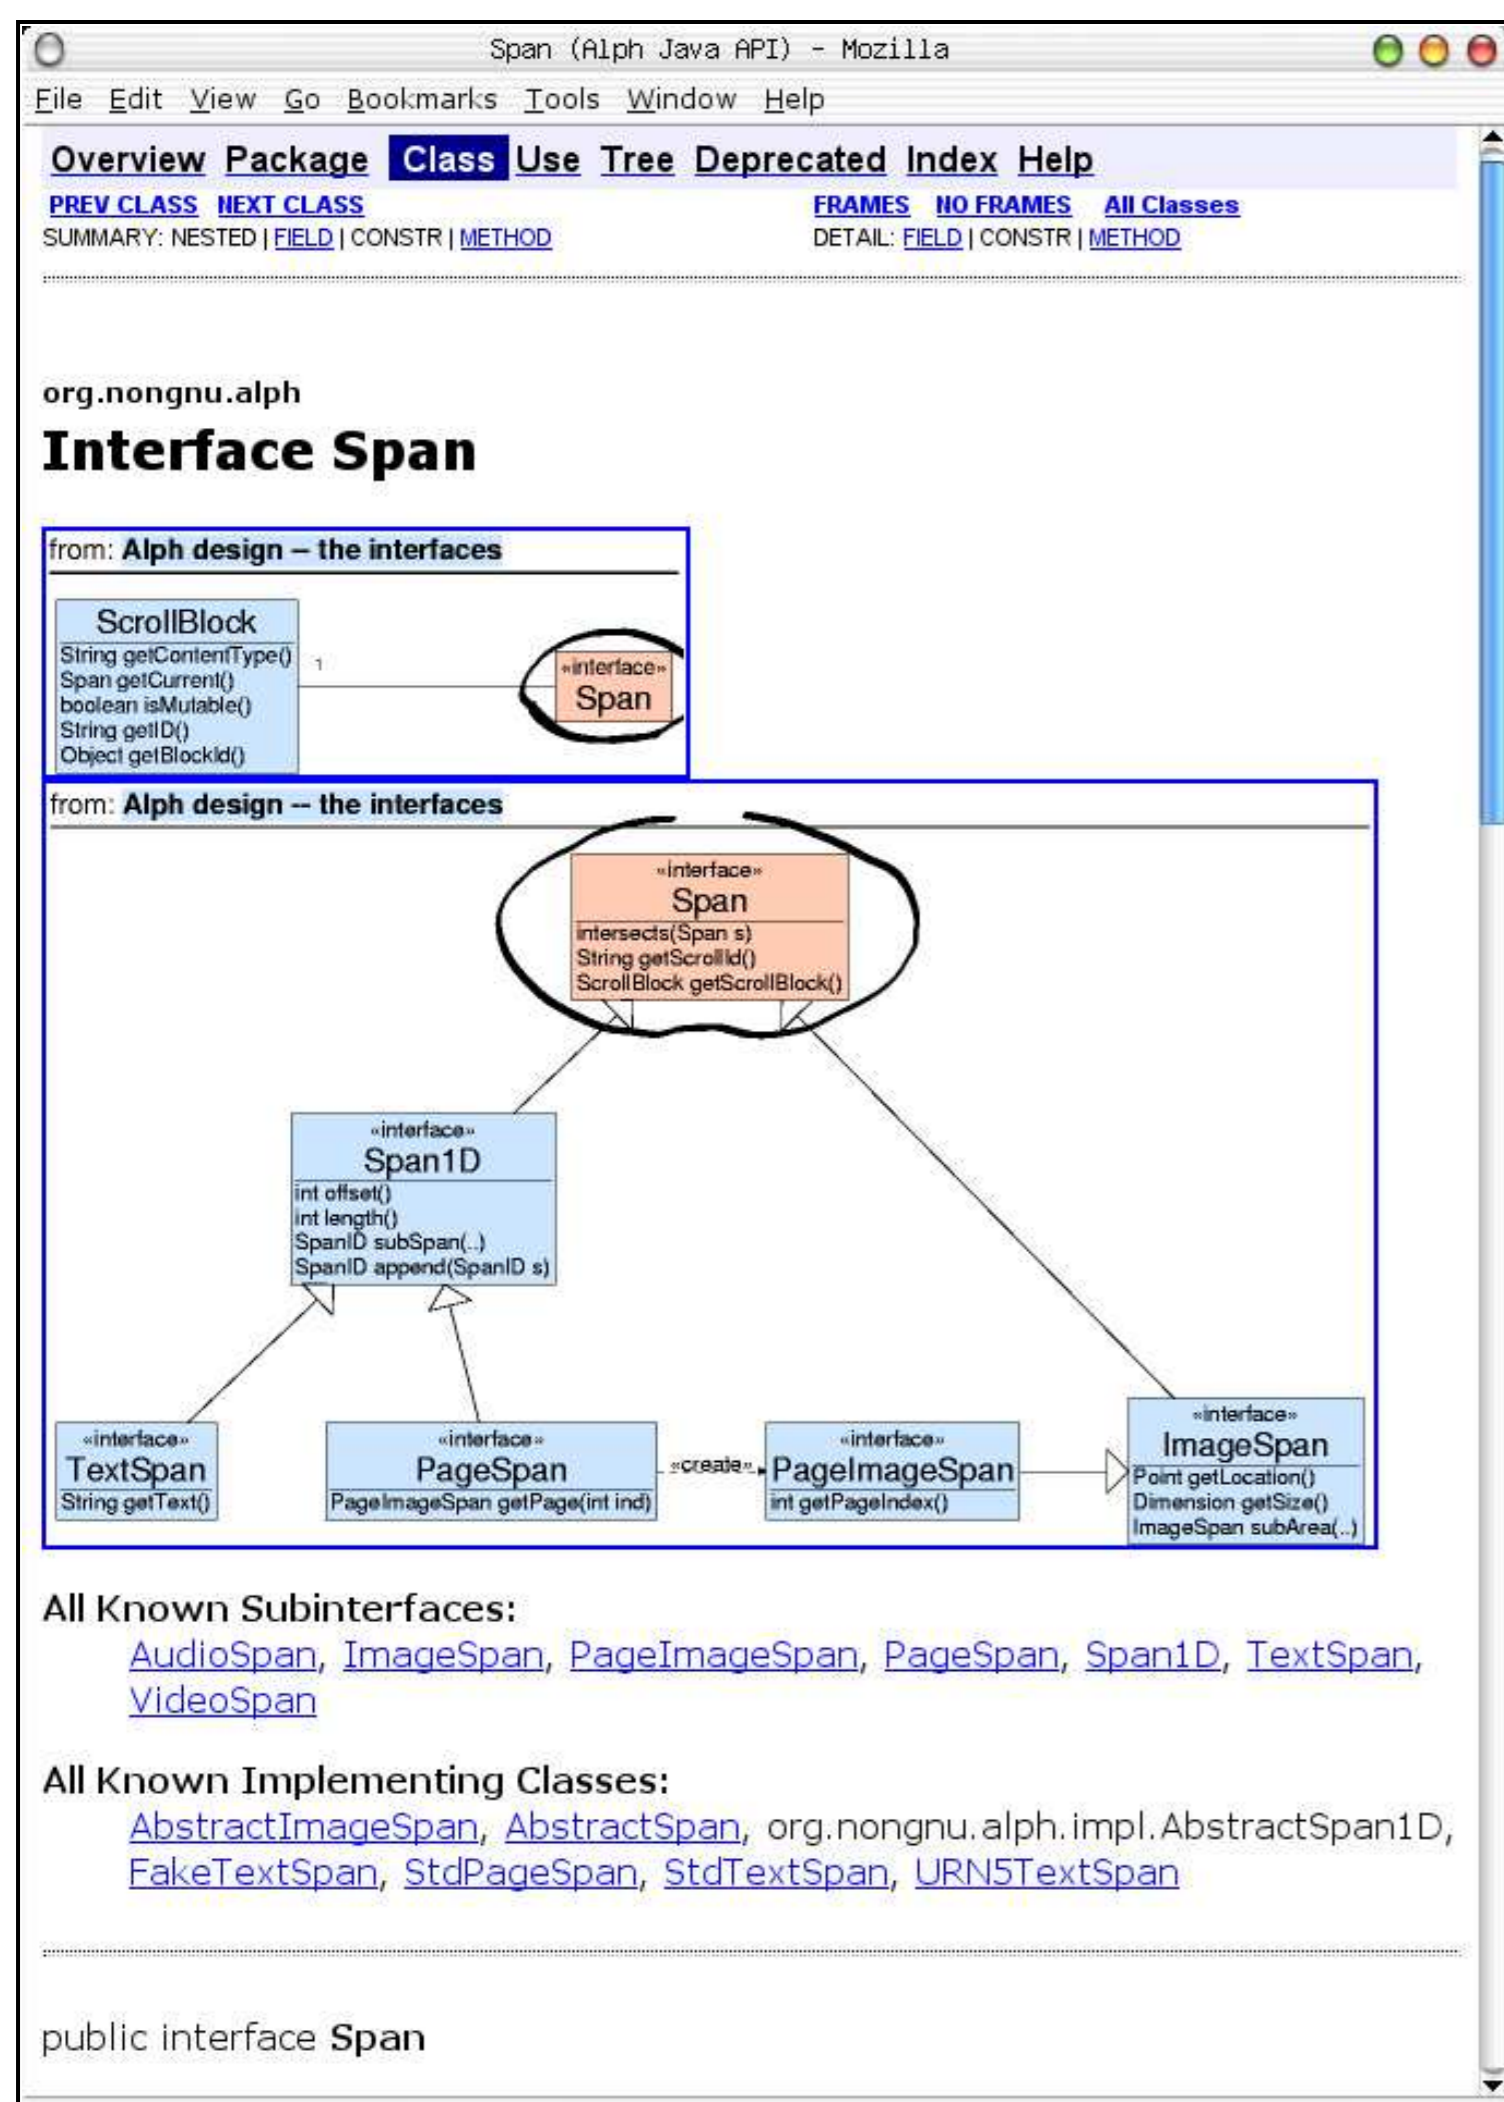 Span (Alph Java API) - Mozilla
File Edit View Go Bookmarks Tools Window Help
Overview Package Class Use Tree Deprecated Index Help
PREV CLASS NEXT CLASS FRAMES NO FRAMES All Classes
SUMMARY: NESTED | FIELD | CONSTR | METHOD DETAIL: FIELD | CONSTR | METHOD
org.nongnu.alph
Interface Span
from: Alph design – the interfaces
ScrollBlock
String getContentType()
Span getCurrent()
boolean isMutable()
String getID()
Object getBlockId()
1
«interface»
Span
from: Alph design -- the interfaces
«interface»
Span
intersects(Span s)
String getScrollId()
ScrollBlock getScrollBlock()
«interface»
Span1D
int offset()
int length()
SpanID subSpan(..)
SpanID append(SpanID s)
«interface»
TextSpan
String getText()
«interface»
PageSpan
PageImageSpan getPage(int ind)
«create»
«interface»
PageImageSpan
int getPageIndex()
«interface»
ImageSpan
Point getLocation()
Dimension getSize()
ImageSpan subArea(..)
All Known Subinterfaces:
AudioSpan, ImageSpan, PageImageSpan, PageSpan, Span1D, TextSpan,
VideoSpan
All Known Implementing Classes:
AbstractImageSpan, AbstractSpan, org.nongnu.alph.impl.AbstractSpan1D,
FakeTextSpan, StdPageSpan, StdTextSpan, URN5TextSpan
public interface Span